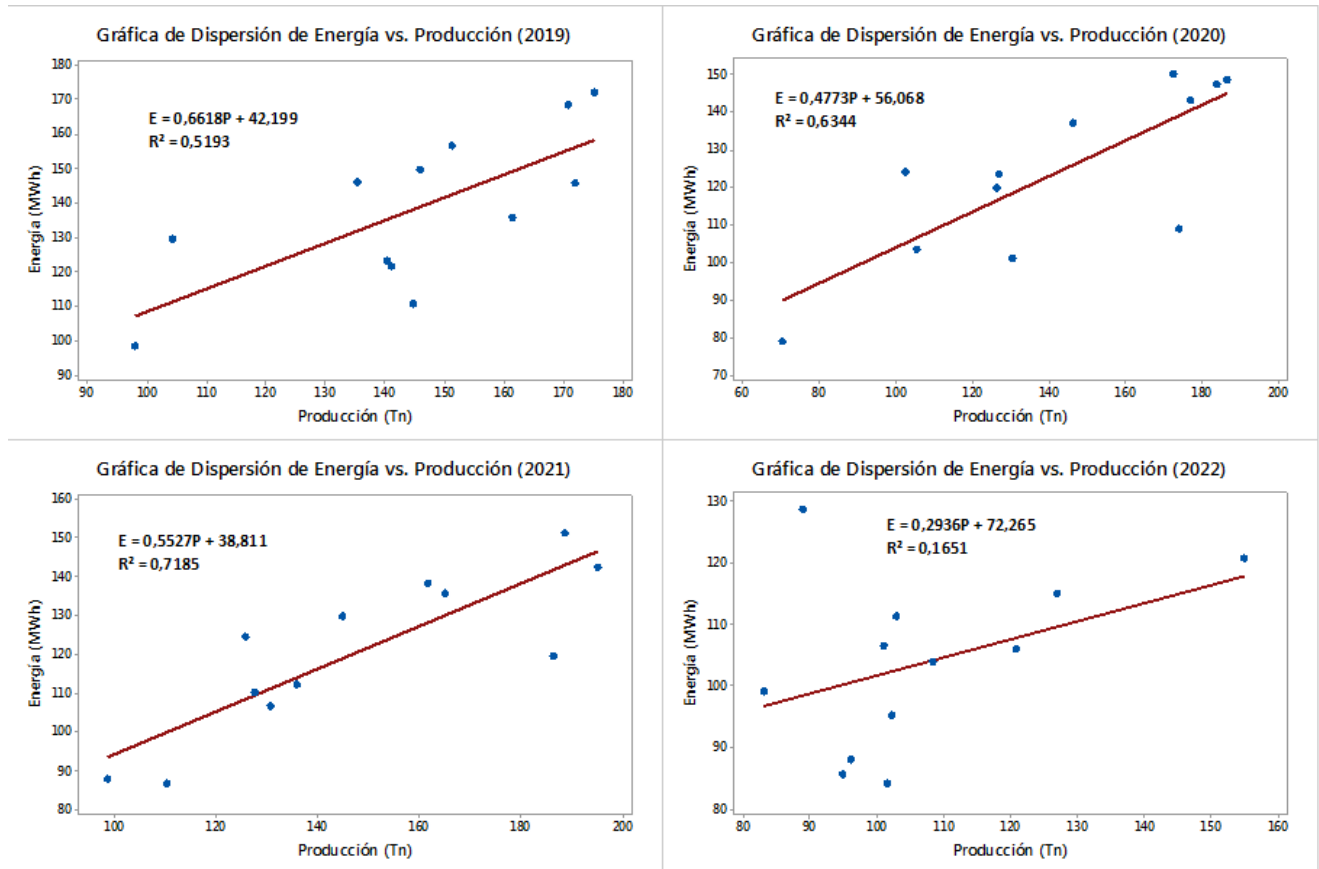 Gráfica de Dispersión de Energía vs. Producción (2019)
E = 0,6618P + 42,199
R² = 0,5193
Energía (MWh)
180
170
160
150
140
130
120
110
100
90
90 100 110 120 130 140 150 160 170 180
Producción (Tn)
Gráfica de Dispersión de Energía vs. Producción (2020)
E = 0,4773P + 56,068
R² = 0,6344
Energía (MWh)
150
140
130
120
110
100
90
80
70
60 80 100 120 140 160 180 200
Producción (Tn)
Gráfica de Dispersión de Energía vs. Producción (2021)
E = 0,5527P + 38,811
R² = 0,7185
Energía (MWh)
160
150
140
130
120
110
100
90
80
100 120 140 160 180 200
Producción (Tn)
Gráfica de Dispersión de Energía vs. Producción (2022)
E = 0,2936P + 72,265
R² = 0,1651
Energía (MWh)
130
120
110
100
90
80
80 90 100 110 120 130 140 150 160
Producción (Tn)